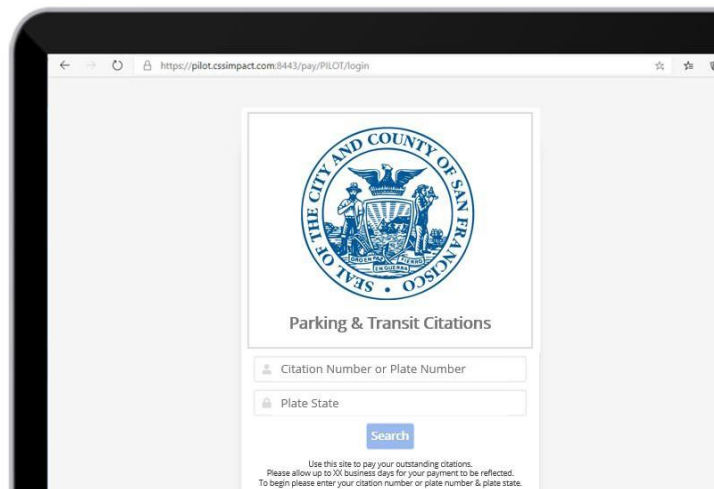 https://pilot.cssimpact.com:8443/pay/PILOT/login
SEAL OF THE CITY AND COUNTY OF SAN FRANCISCO
ORO EN PAZ
FIERRO
EN GUERRA
Parking & Transit Citations
Citation Number or Plate Number
Plate State
Search
Use this site to pay your outstanding citations.
Please allow up to XX business days for your payment to be reflected.
To begin please enter your citation number or plate number & plate state.